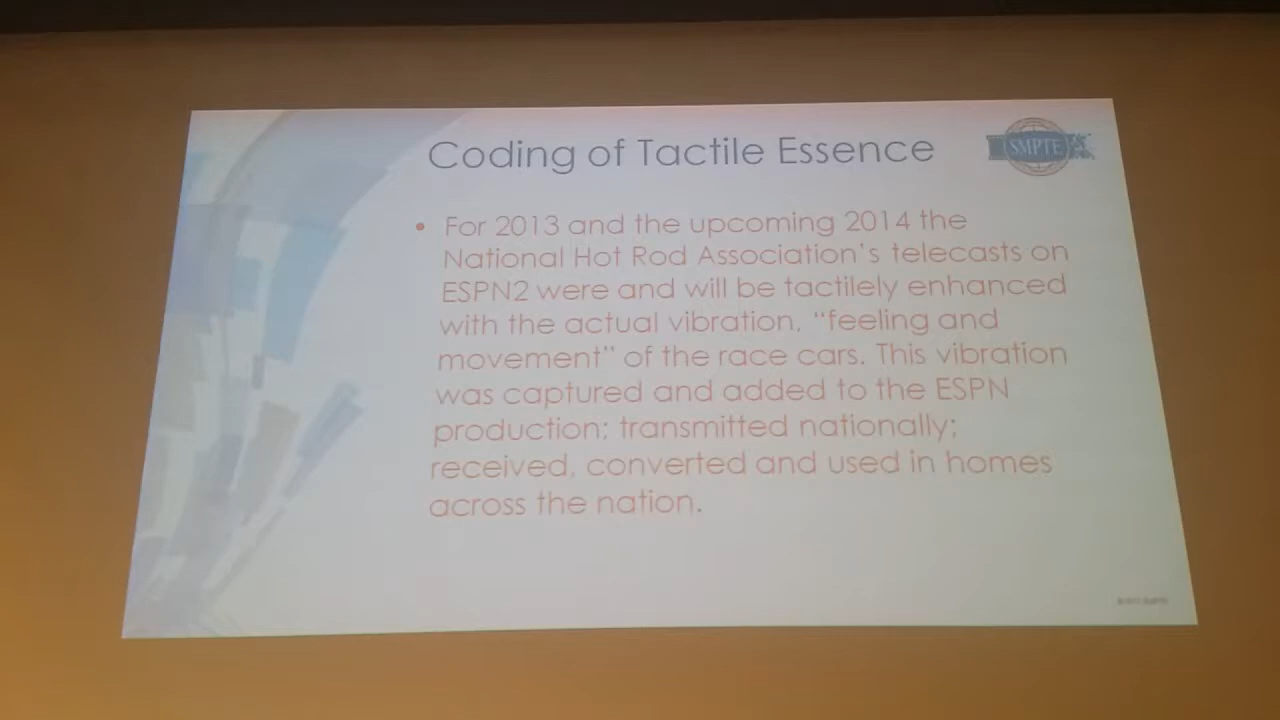 Coding of Tactile Essence
SMPTE
• For 2013 and the upcoming 2014 the
National Hot Rod Association's telecasts on
ESPN2 were and will be tactilely enhanced
with the actual vibration, “feeling and
movement” of the race cars. This vibration
was captured and added to the ESPN
production; transmitted nationally;
received, converted and used in homes
across the nation.